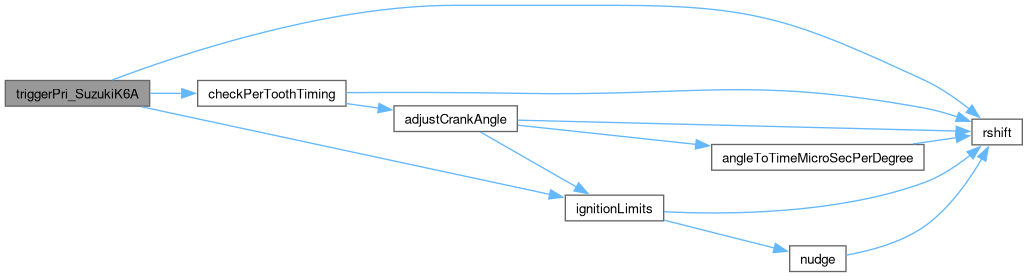 triggerPri_SuzukiK6A
checkPerToothTiming
adjustCrankAngle
rshift
angleToTimeMicroSecPerDegree
ignitionLimits
nudge